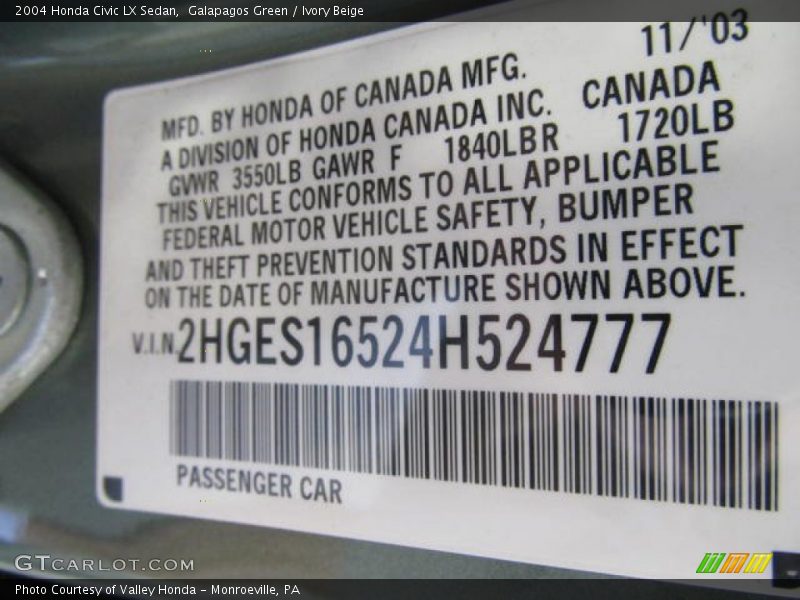 2004 Honda Civic LX Sedan,  Galapagos Green / Ivory Beige
11/'03
MFD. BY HONDA OF CANADA MFG.
A DIVISION OF HONDA CANADA INC. CANADA
GVWR 3550LB GAWR F 1840LB R 1720LB
THIS VEHICLE CONFORMS TO ALL APPLICABLE
FEDERAL MOTOR VEHICLE SAFETY, BUMPER
AND THEFT PREVENTION STANDARDS IN EFFECT
ON THE DATE OF MANUFACTURE SHOWN ABOVE.
V.I.N. 2HGES16524H524777
PASSENGER CAR
GTCARLOT.COM
Photo Courtesy of Valley Honda - Monroeville, PA